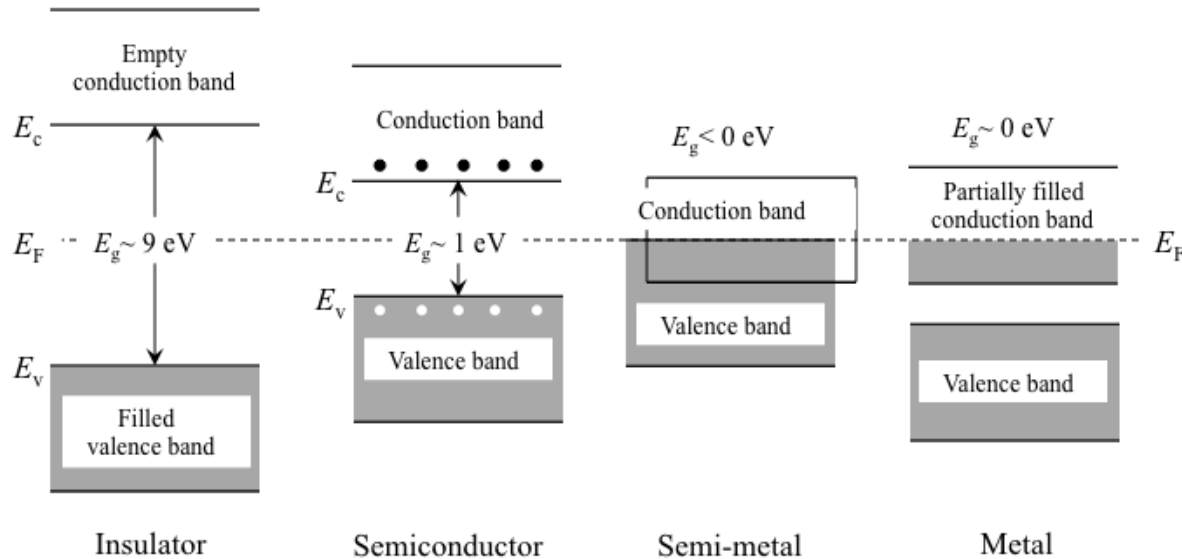 Empty
conduction band
E_c
E_F
E_g~ 9 eV
E_v
Filled
valence band
Insulator
Conduction band
E_c
E_g~ 1 eV
E_v
Valence band
Semiconductor
E_g< 0 eV
Conduction band
Valence band
Semi-metal
E_g~ 0 eV
Partially filled
conduction band
E_F
Valence band
Metal